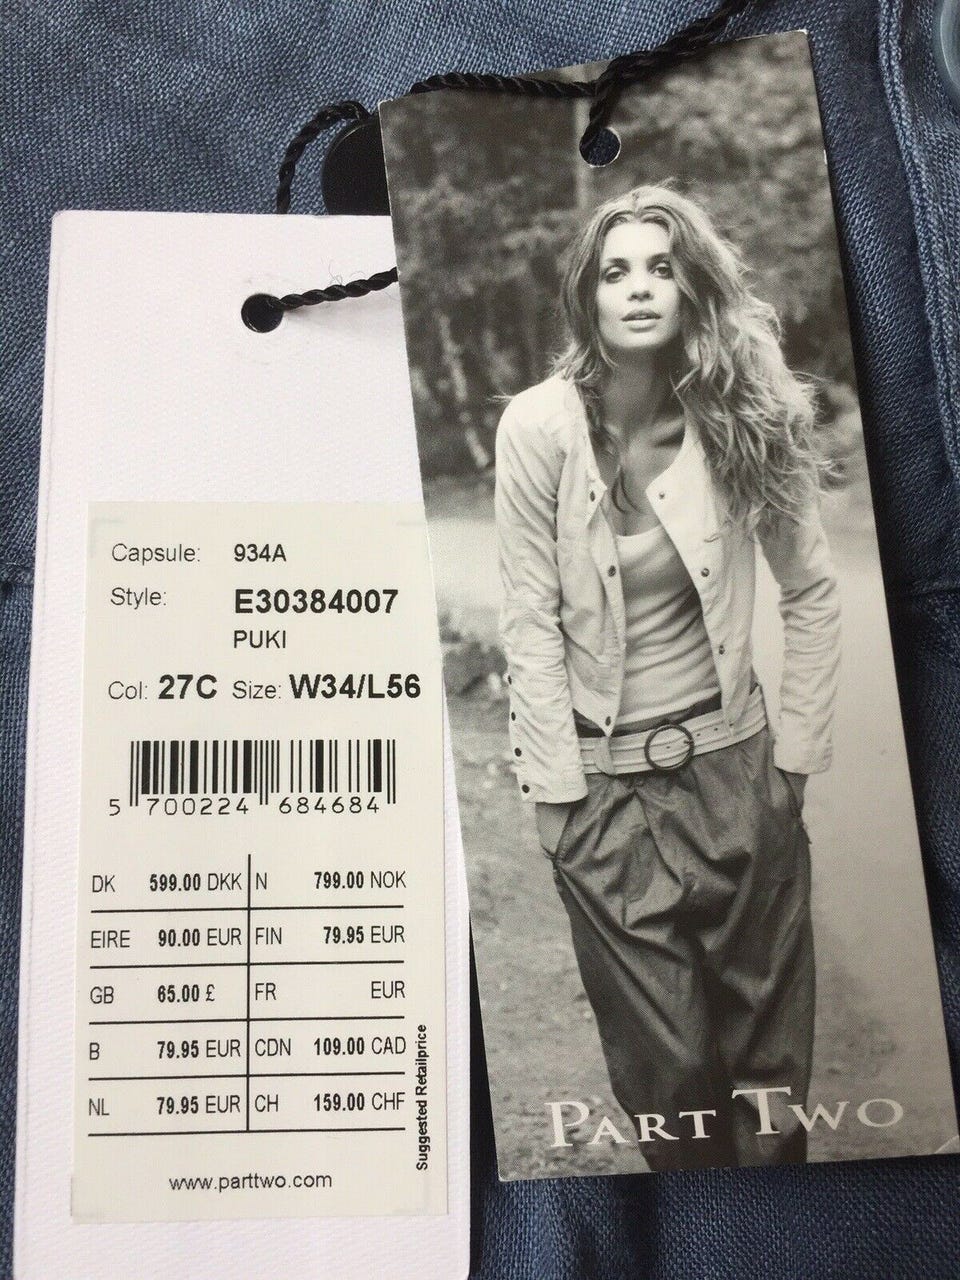 Capsule: 934A
Style: E30384007
PUKI
Col: 27C Size: W34/L56
5 700224 684684
DK 599.00 DKK N 799.00 NOK
EIRE 90.00 EUR FIN 79.95 EUR
GB 65.00 £ FR EUR
B 79.95 EUR CDN 109.00 CAD
NL 79.95 EUR CH 159.00 CHF
Suggested Retailprice
www.parttwo.com
PART TWO